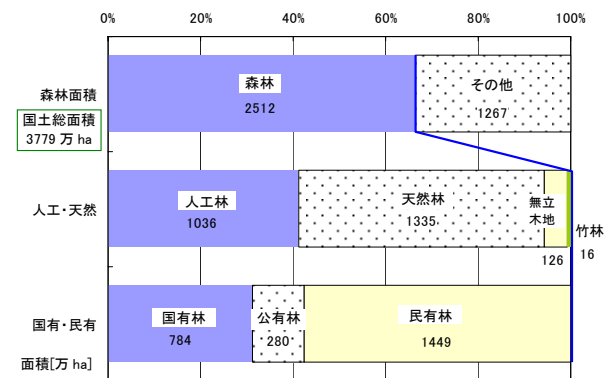 0% 20% 40% 60% 80% 100%
森林面積
国土総面積
3779 万 ha
森林
2512
その他
1267
人工・天然
人工林
1036
天然林
1335
無立
木地
126
竹林
16
国有・民有
国有林
784
公有林
280
民有林
1449
面積[万 ha]